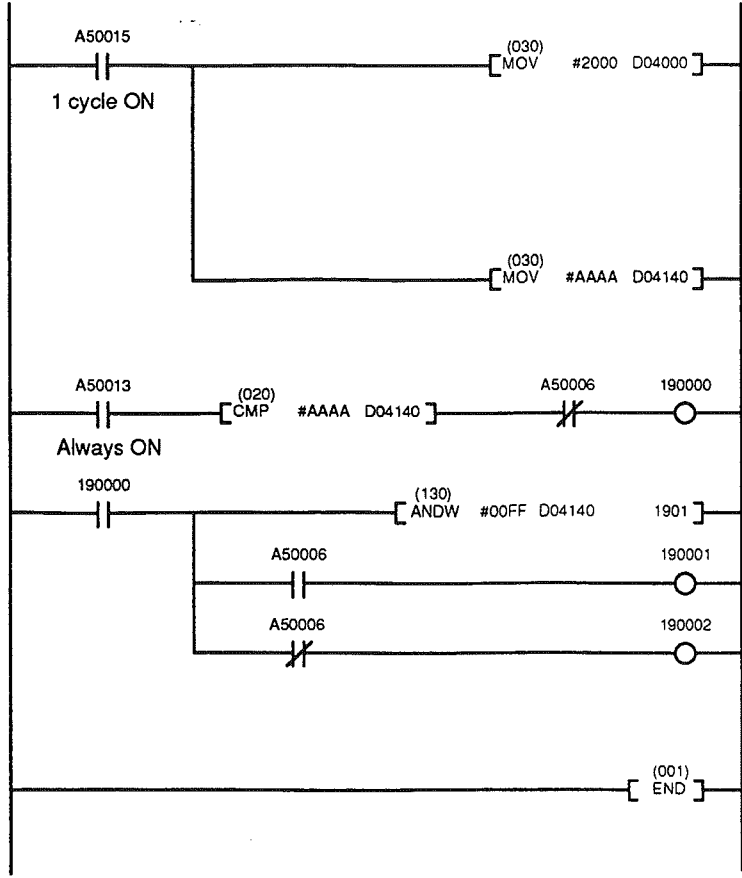 A50015
(030)
MOV #2000 D04000
1 cycle ON
(030)
MOV #AAAA D04140
A50013
(020)
CMP #AAAA D04140
A50006
190000
Always ON
190000
(130)
ANDW #00FF D04140 1901
A50006
190001
A50006
190002
(001)
END